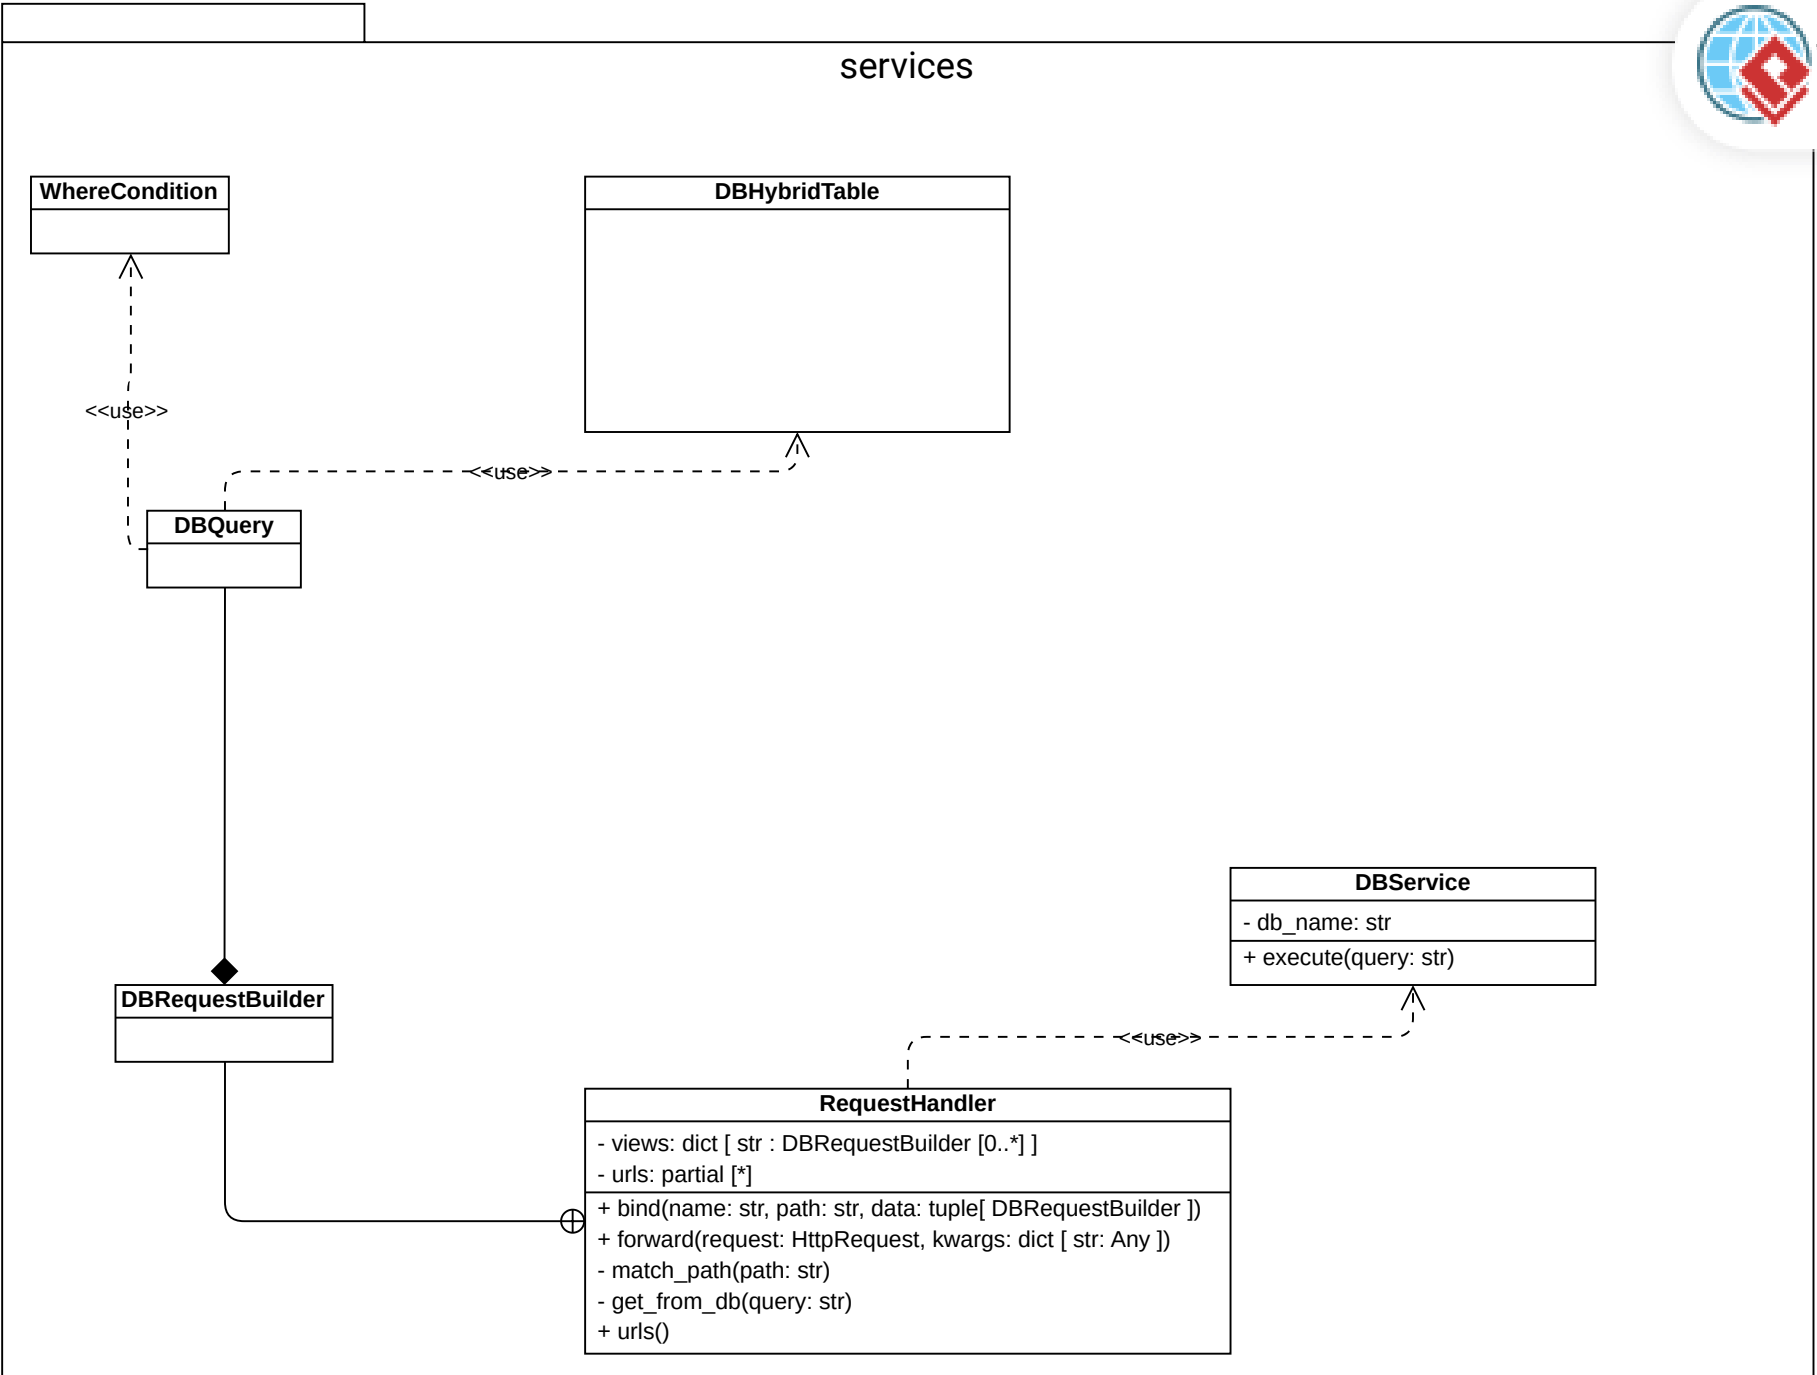 services
WhereCondition
DBHybridTable
<<use>>
<<use>>
DBQuery
DBService
- db_name: str
+ execute(query: str)
DBRequestBuilder
<<use>>
RequestHandler
- views: dict [ str : DBRequestBuilder [0..*] ]
- urls: partial [*]
+ bind(name: str, path: str, data: tuple[ DBRequestBuilder ])
+ forward(request: HttpRequest, kwargs: dict [ str: Any ])
- match_path(path: str)
- get_from_db(query: str)
+ urls()